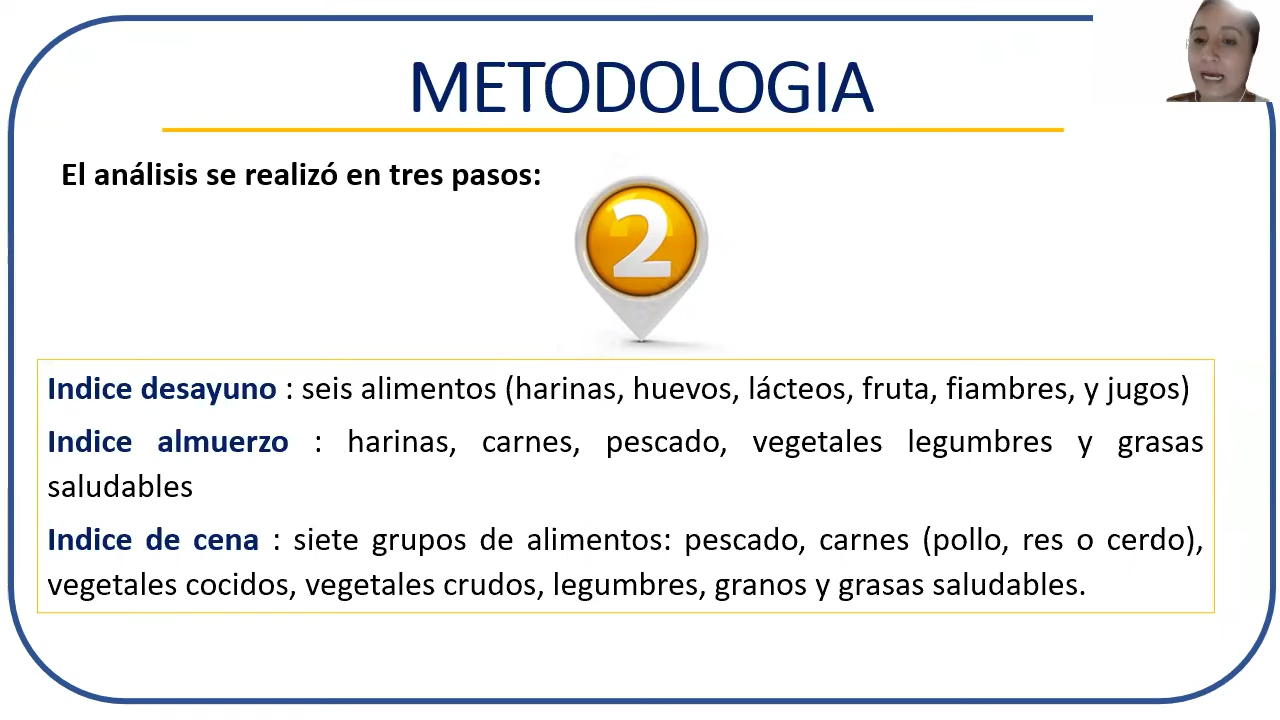 METODOLOGIA
El análisis se realizó en tres pasos:
2
Indice desayuno : seis alimentos (harinas, huevos, lácteos, fruta, fiambres, y jugos)
Indice almuerzo : harinas, carnes, pescado, vegetales legumbres y grasas
saludables
Indice de cena : siete grupos de alimentos: pescado, carnes (pollo, res o cerdo),
vegetales cocidos, vegetales crudos, legumbres, granos y grasas saludables.